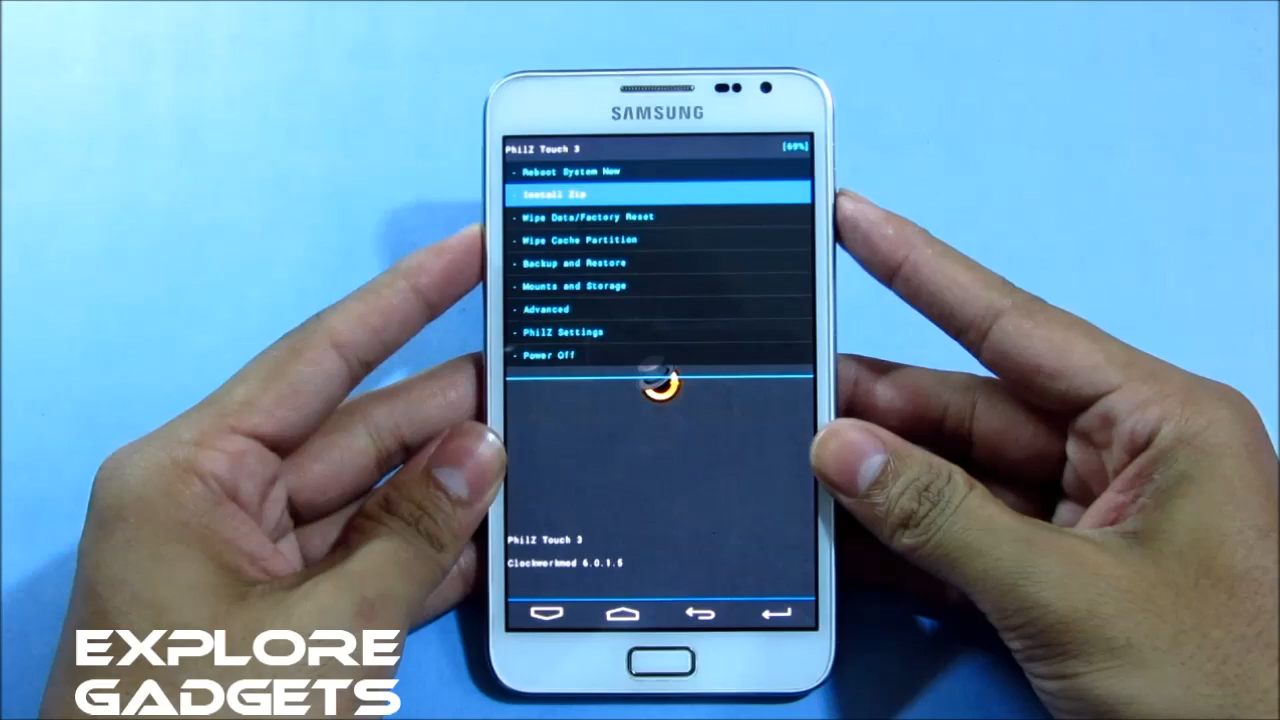 SAMSUNG
PhilZ Touch 3 [69%]
- Reboot System Now
- Install Zip
- Wipe Data/Factory Reset
- Wipe Cache Partition
- Backup and Restore
- Mounts and Storage
- Advanced
- PhilZ Settings
- Power Off
PhilZ Touch 3
Clockworkmod 6.0.1.5
EXPLORE
GADGETS